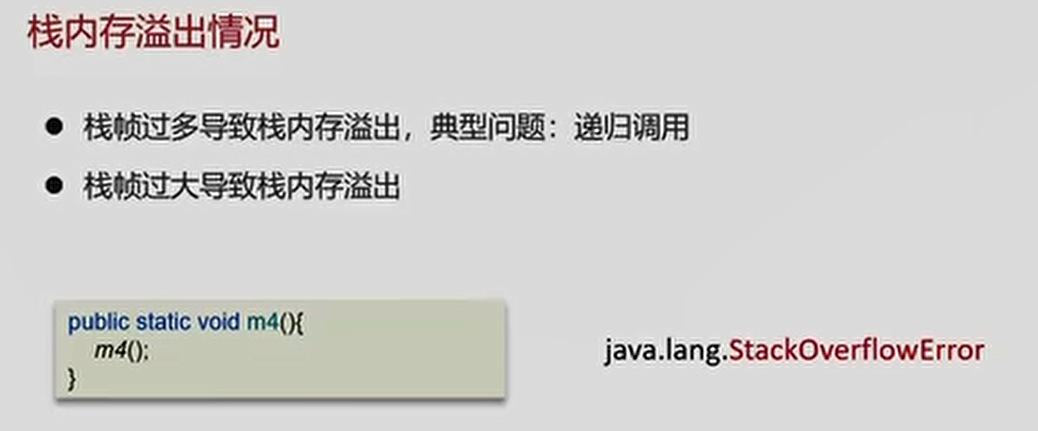 栈内存溢出情况
● 栈帧过多导致栈内存溢出，典型问题：递归调用
● 栈帧过大导致栈内存溢出
public static void m4(){
m4();
}
java.lang.StackOverflowError